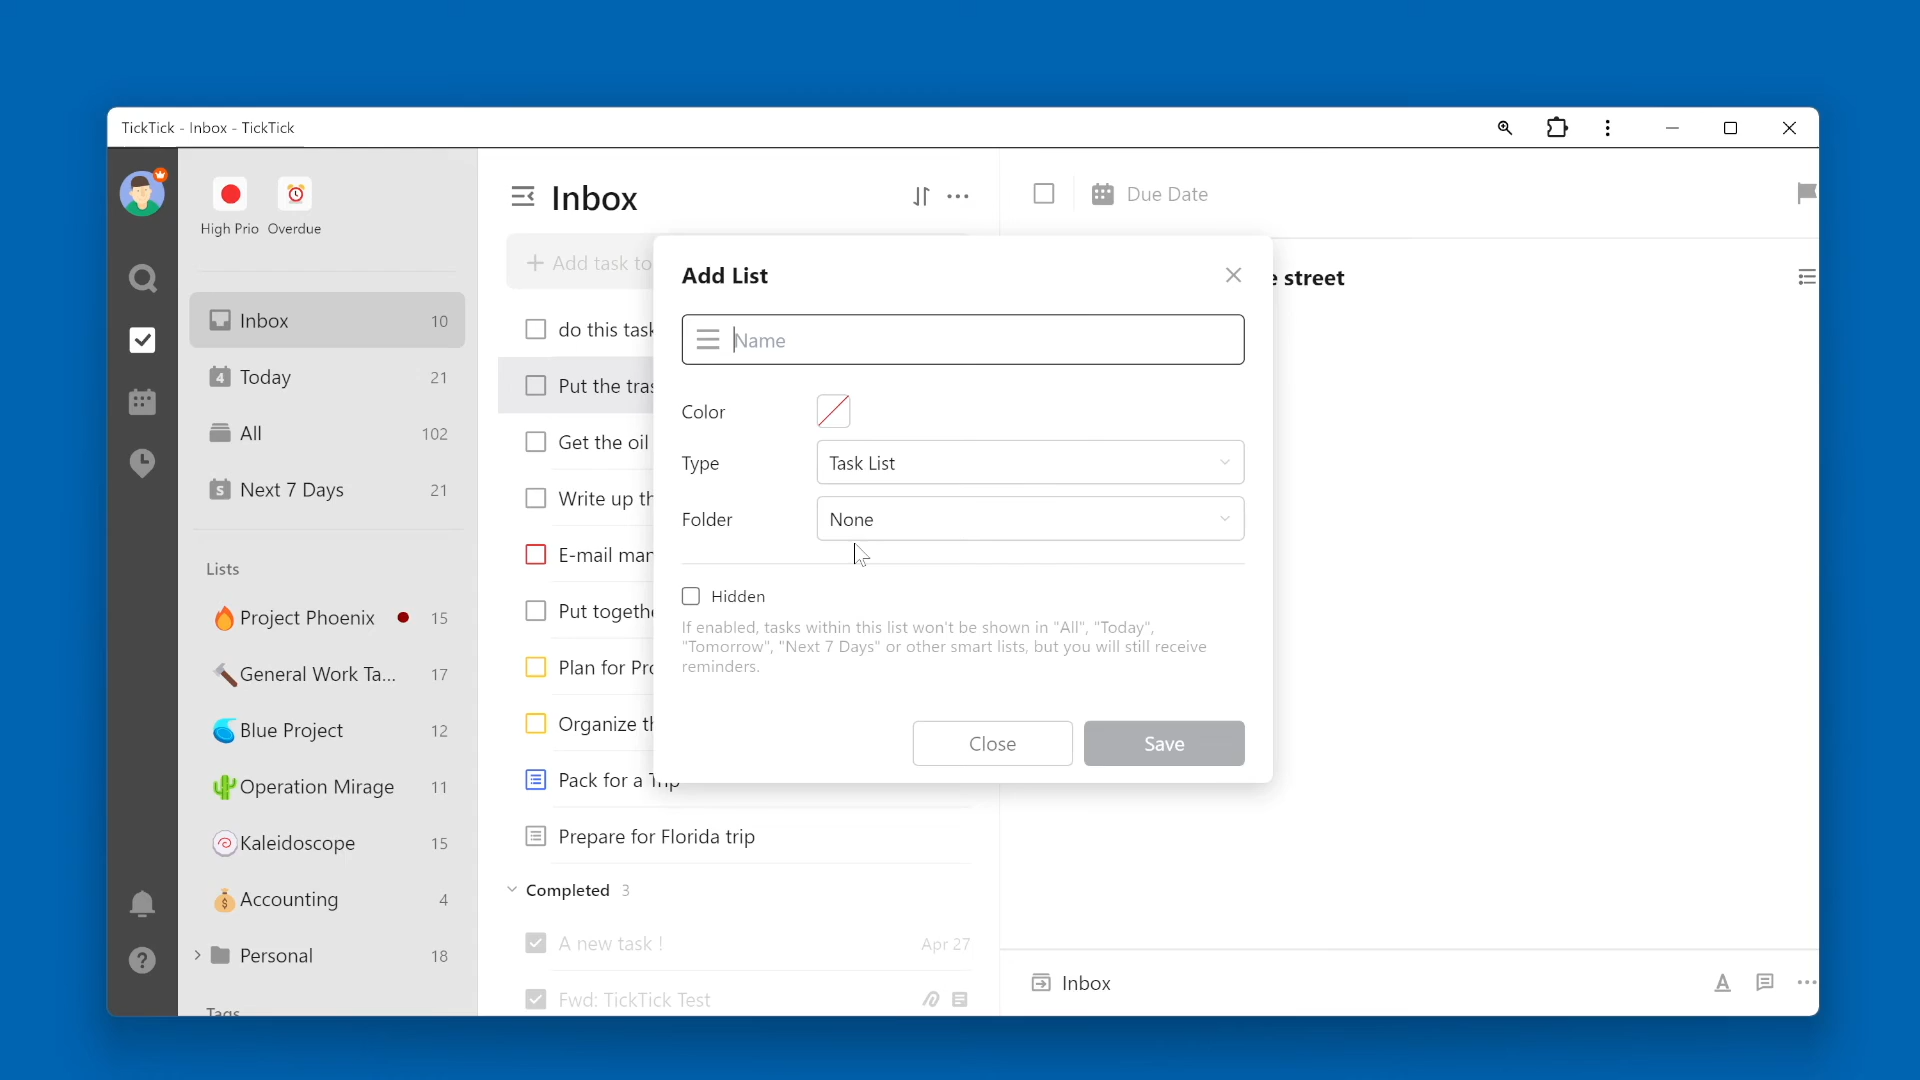 TickTick - Inbox - TickTick
High Prio Overdue
Inbox 10
4 Today 21
All 102
S Next 7 Days 21
Lists
Project Phoenix 15
General Work Ta... 17
Blue Project 12
Operation Mirage 11
Kaleidoscope 15
Accounting 4
Personal 18
Tags
Inbox
+ Add task to
do this task
Put the tras
Get the oil
Write up th
E-mail man
Put togethe
Plan for Pro
Organize th
Pack for a Trip
Prepare for Florida trip
Completed 3
A new task ! Apr 27
Fwd: TickTick Test
Add List
Name
Color
Type Task List
Folder None
Hidden
If enabled, tasks within this list won't be shown in "All", "Today",
"Tomorrow", "Next 7 Days" or other smart lists, but you will still receive
reminders.
Close Save
Due Date
e street
Inbox
A